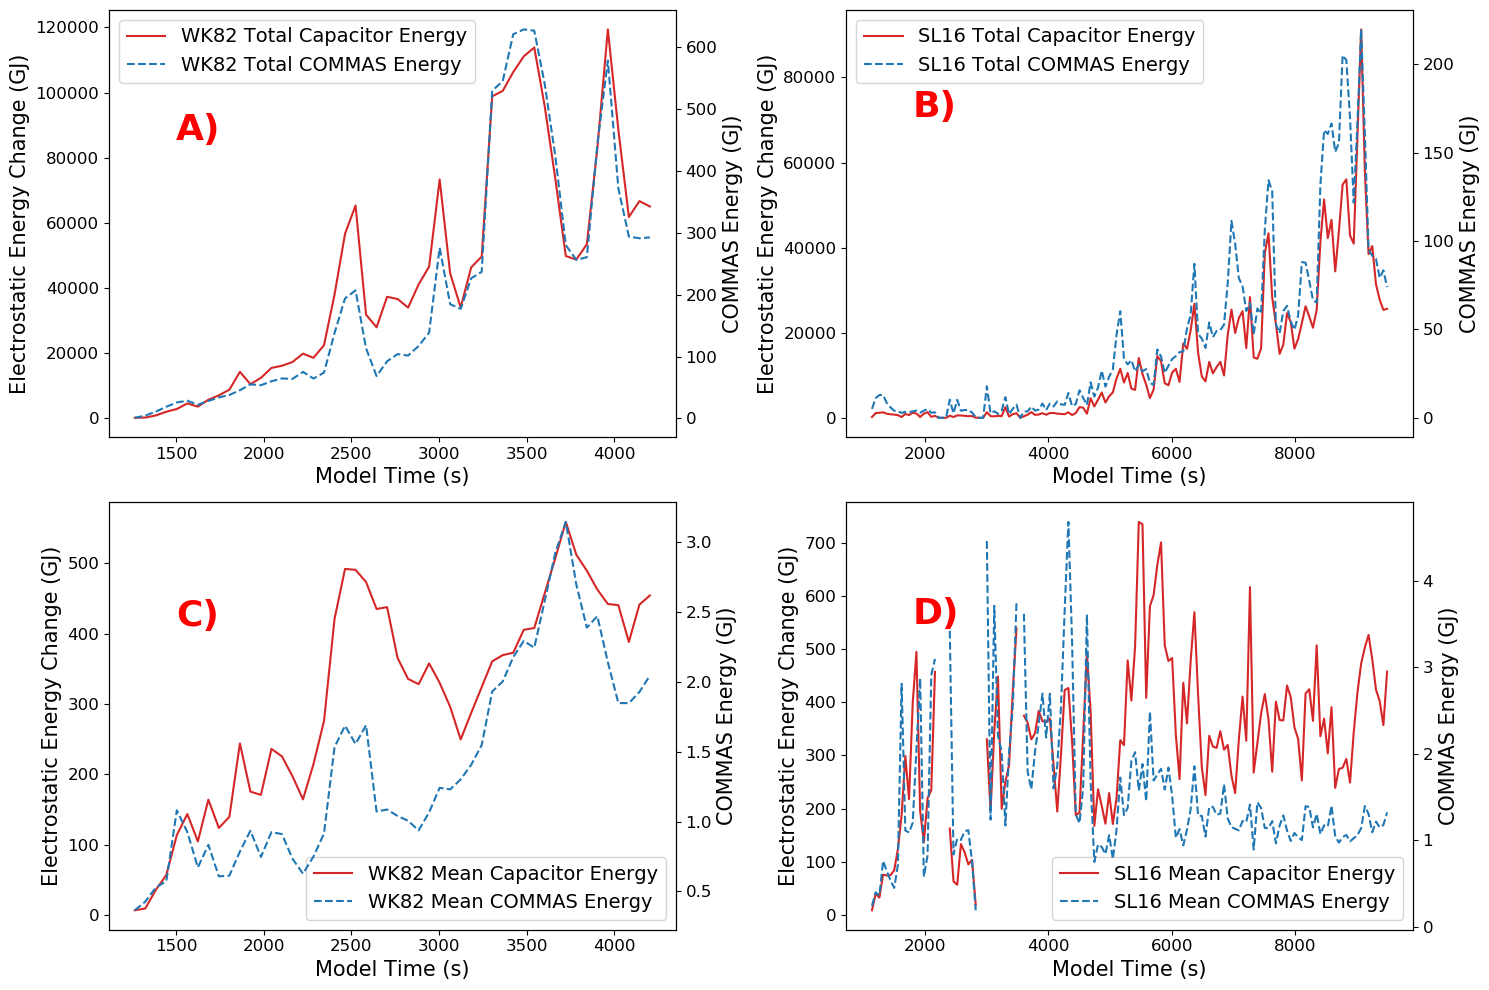 WK82 Total Capacitor Energy
WK82 Total COMMAS Energy
A)
Electrostatic Energy Change (GJ)
120000
100000
80000
60000
40000
20000
0
COMMAS Energy (GJ)
600
500
400
300
200
100
0
1500 2000 2500 3000 3500 4000
Model Time (s)
SL16 Total Capacitor Energy
SL16 Total COMMAS Energy
B)
Electrostatic Energy Change (GJ)
80000
60000
40000
20000
0
COMMAS Energy (GJ)
200
150
100
50
0
2000 4000 6000 8000
Model Time (s)
C)
Electrostatic Energy Change (GJ)
500
400
300
200
100
0
COMMAS Energy (GJ)
3.0
2.5
2.0
1.5
1.0
0.5
WK82 Mean Capacitor Energy
WK82 Mean COMMAS Energy
1500 2000 2500 3000 3500 4000
Model Time (s)
D)
Electrostatic Energy Change (GJ)
700
600
500
400
300
200
100
0
COMMAS Energy (GJ)
4
3
2
1
0
SL16 Mean Capacitor Energy
SL16 Mean COMMAS Energy
2000 4000 6000 8000
Model Time (s)